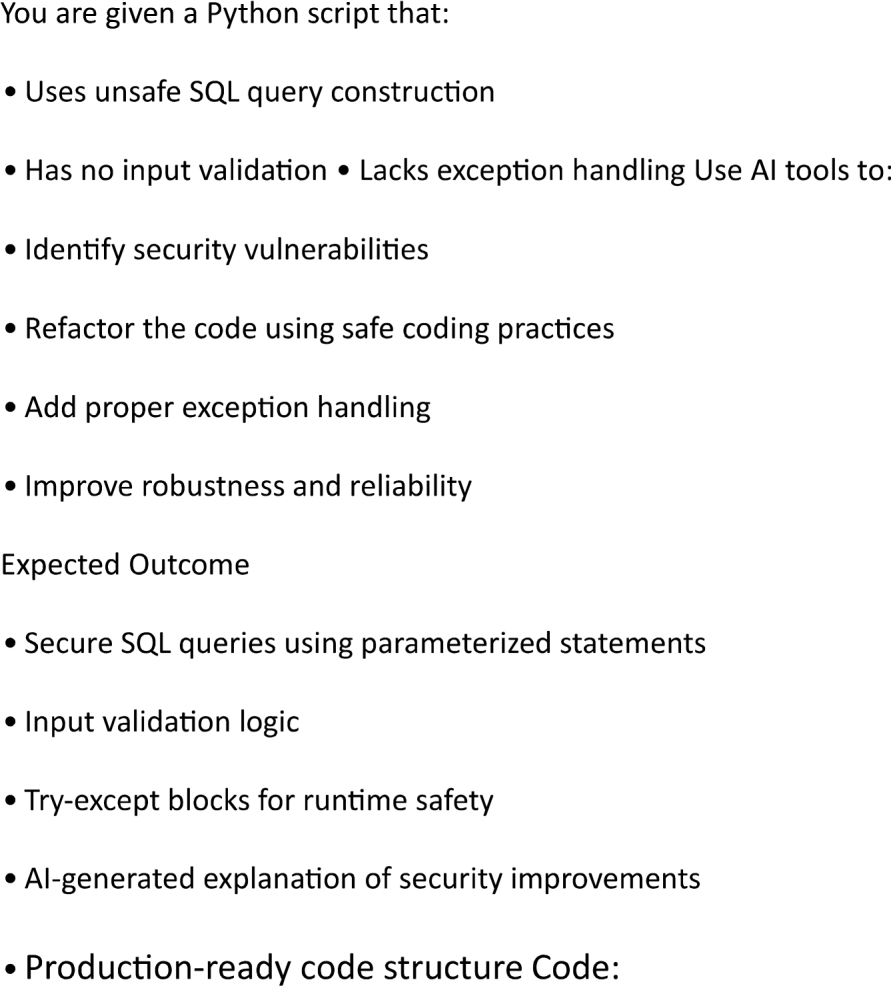 You are given a Python script that:
• Uses unsafe SQL query construction
• Has no input validation • Lacks exception handling Use AI tools to:
• Identify security vulnerabilities
• Refactor the code using safe coding practices
• Add proper exception handling
• Improve robustness and reliability
Expected Outcome
• Secure SQL queries using parameterized statements
• Input validation logic
• Try-except blocks for runtime safety
• AI-generated explanation of security improvements
• Production-ready code structure Code: